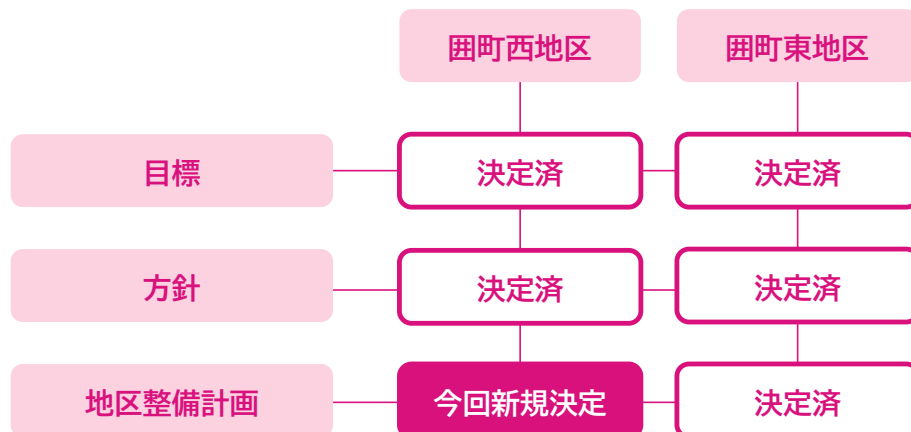 囲町西地区
囲町東地区
目標
決定済
決定済
方針
決定済
決定済
地区整備計画
今回新規決定
決定済